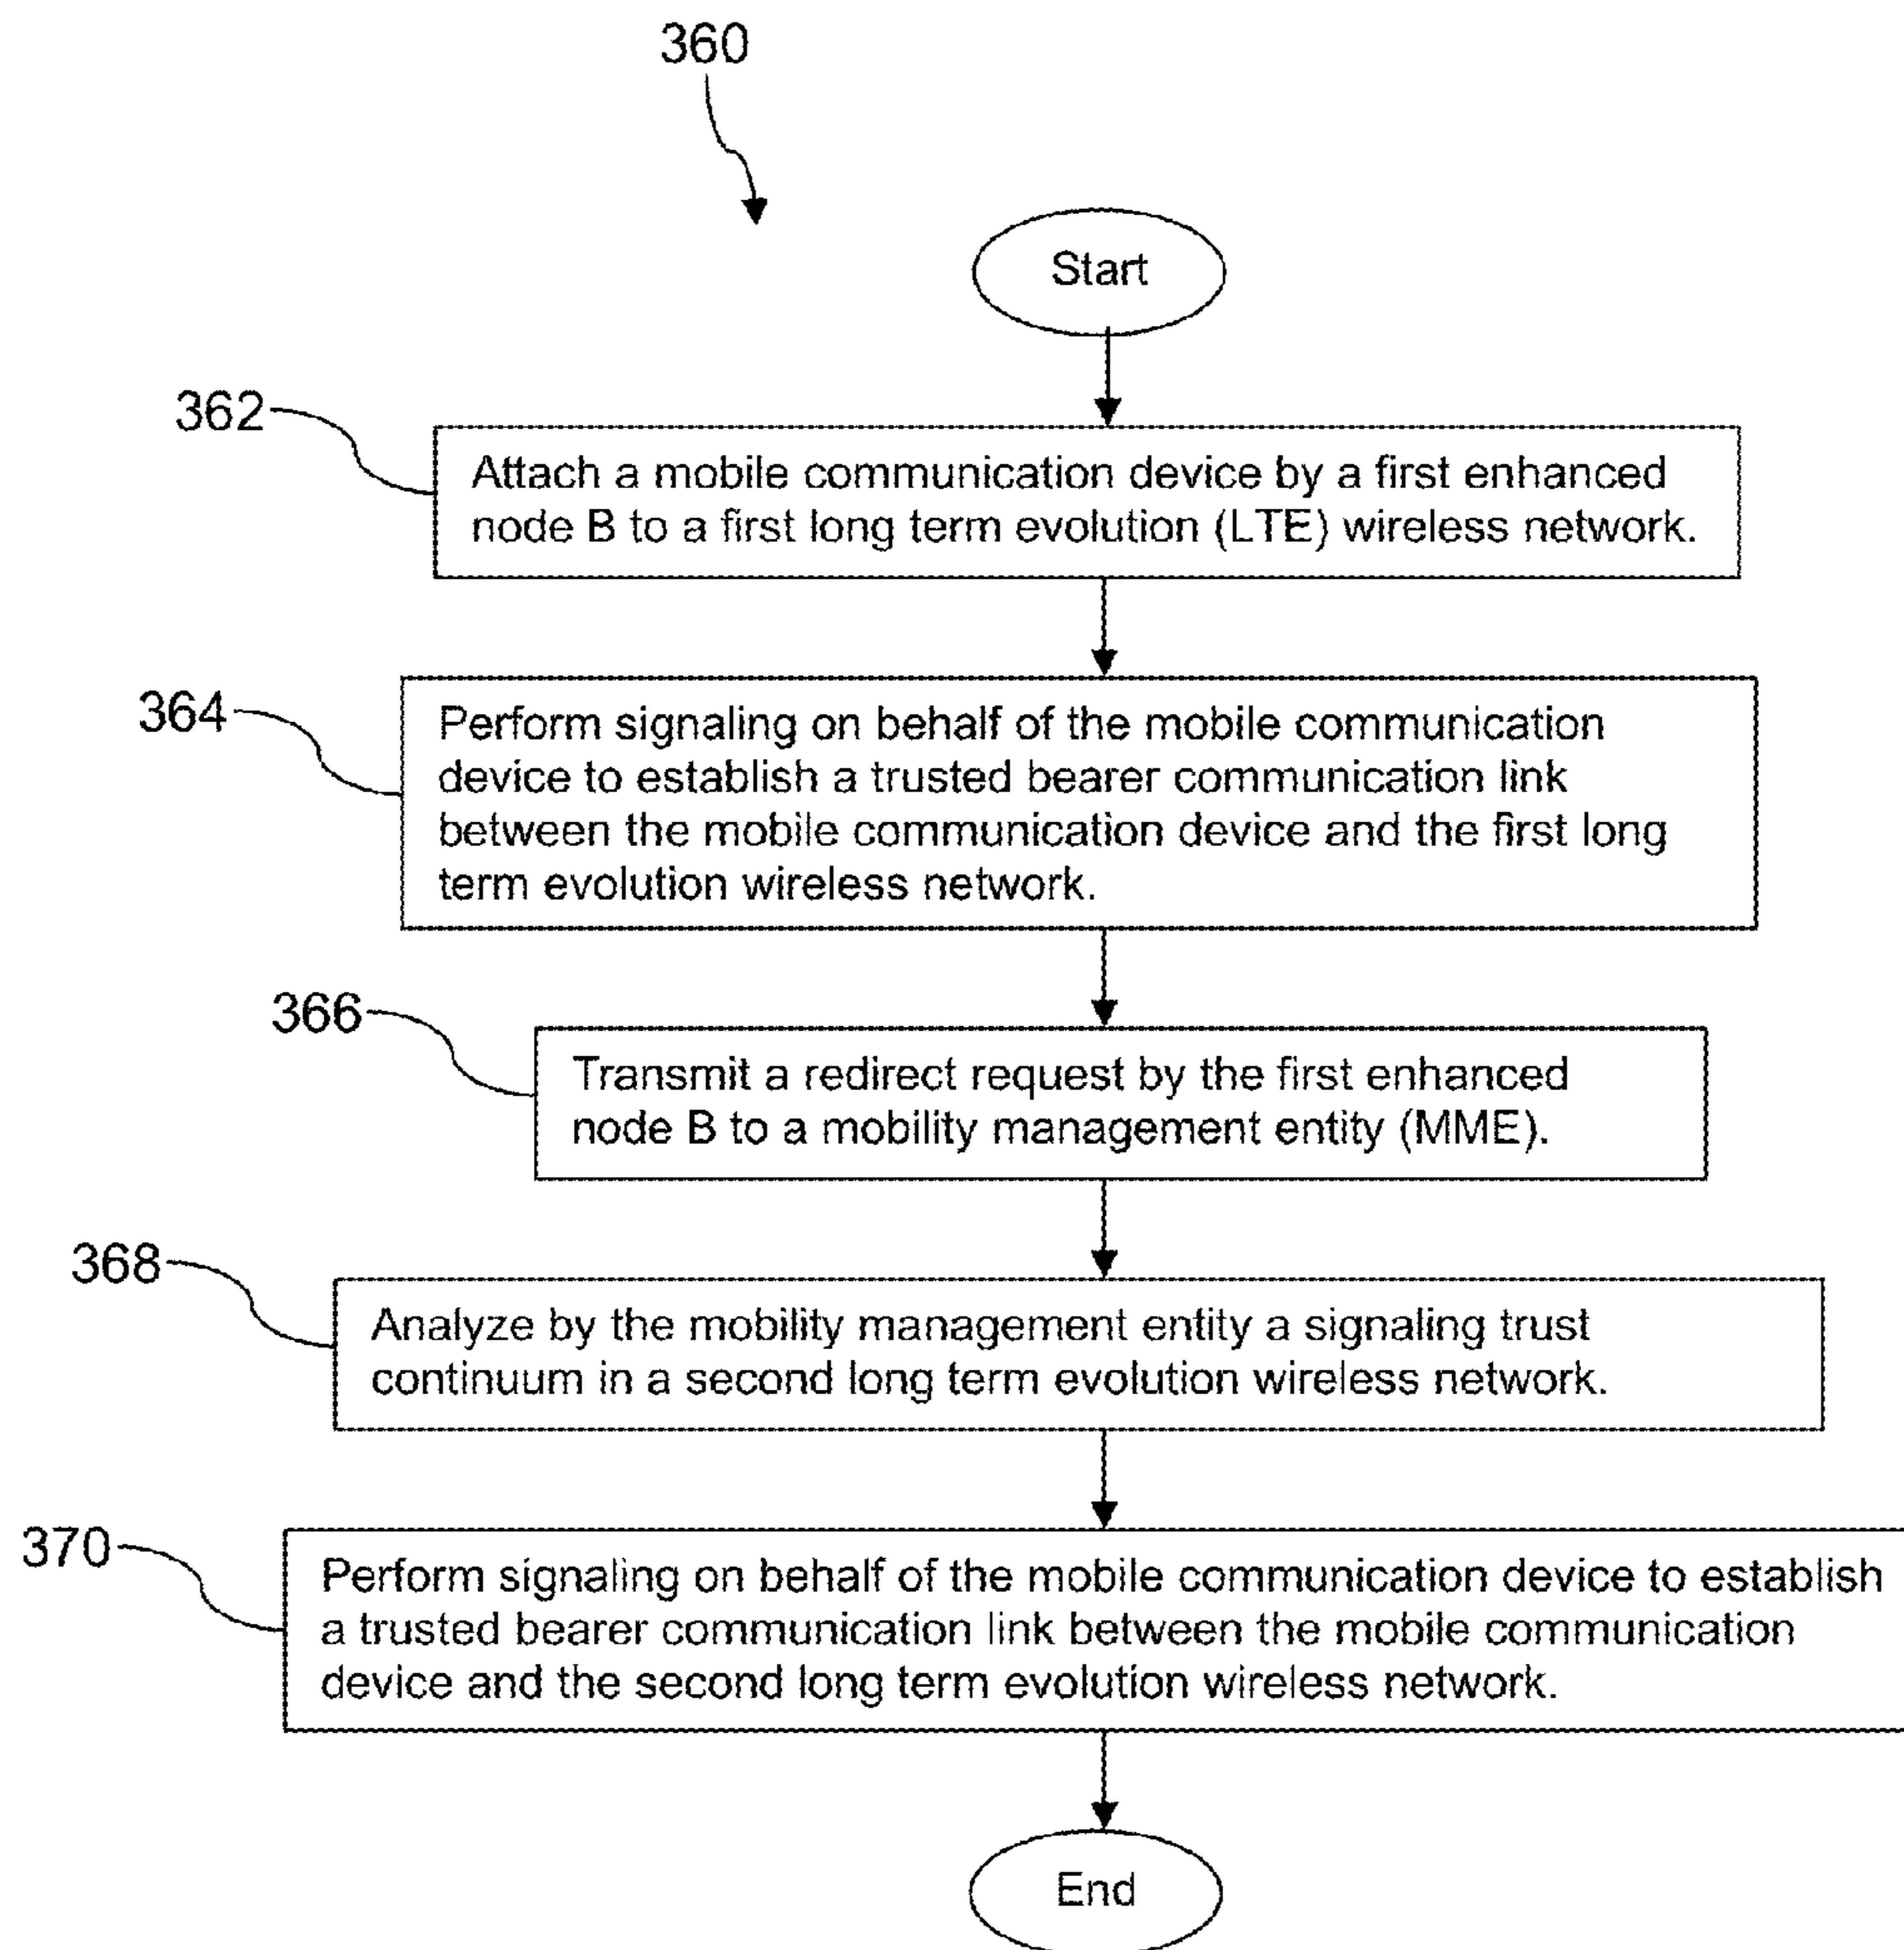 360
Start
362
Attach a mobile communication device by a first enhanced
node B to a first long term evolution (LTE) wireless network.
364
Perform signaling on behalf of the mobile communication
device to establish a trusted bearer communication link
between the mobile communication device and the first long
term evolution wireless network.
366
Transmit a redirect request by the first enhanced
node B to a mobility management entity (MME).
368
Analyze by the mobility management entity a signaling trust
continuum in a second long term evolution wireless network.
370
Perform signaling on behalf of the mobile communication device to establish
a trusted bearer communication link between the mobile communication
device and the second long term evolution wireless network.
End